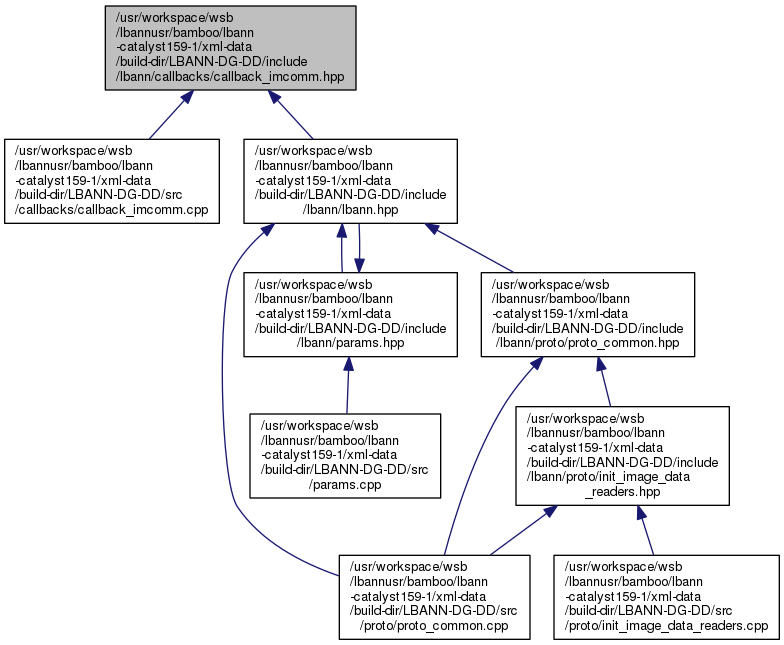 /usr/workspace/wsb
/lbannusr/bamboo/lbann
-catalyst159-1/xml-data
/build-dir/LBANN-DG-DD/include
/lbann/callbacks/callback_imcomm.hpp
/usr/workspace/wsb
/lbannusr/bamboo/lbann
-catalyst159-1/xml-data
/build-dir/LBANN-DG-DD/src
/callbacks/callback_imcomm.cpp
/usr/workspace/wsb
/lbannusr/bamboo/lbann
-catalyst159-1/xml-data
/build-dir/LBANN-DG-DD/include
/lbann/lbann.hpp
/usr/workspace/wsb
/lbannusr/bamboo/lbann
-catalyst159-1/xml-data
/build-dir/LBANN-DG-DD/include
/lbann/params.hpp
/usr/workspace/wsb
/lbannusr/bamboo/lbann
-catalyst159-1/xml-data
/build-dir/LBANN-DG-DD/include
/lbann/proto/proto_common.hpp
/usr/workspace/wsb
/lbannusr/bamboo/lbann
-catalyst159-1/xml-data
/build-dir/LBANN-DG-DD/src
/params.cpp
/usr/workspace/wsb
/lbannusr/bamboo/lbann
-catalyst159-1/xml-data
/build-dir/LBANN-DG-DD/include
/lbann/proto/init_image_data
_readers.hpp
/usr/workspace/wsb
/lbannusr/bamboo/lbann
-catalyst159-1/xml-data
/build-dir/LBANN-DG-DD/src
/proto/proto_common.cpp
/usr/workspace/wsb
/lbannusr/bamboo/lbann
-catalyst159-1/xml-data
/build-dir/LBANN-DG-DD/src
/proto/init_image_data_readers.cpp